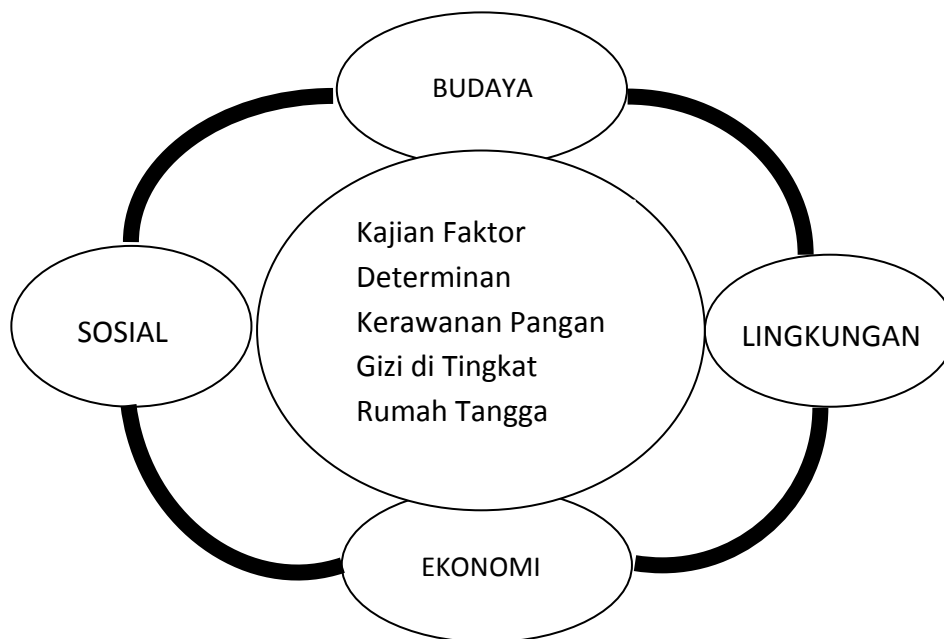 BUDAYA
Kajian Faktor
Determinan
Kerawanan Pangan
Gizi di Tingkat
Rumah Tangga
SOSIAL
LINGKUNGAN
EKONOMI